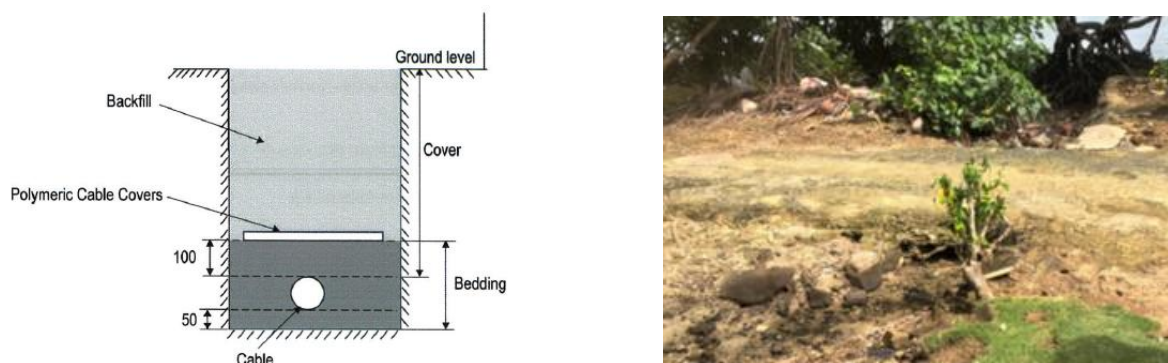 Ground level
Backfill
Cover
Polymeric Cable Covers
100
Bedding
50
Cable